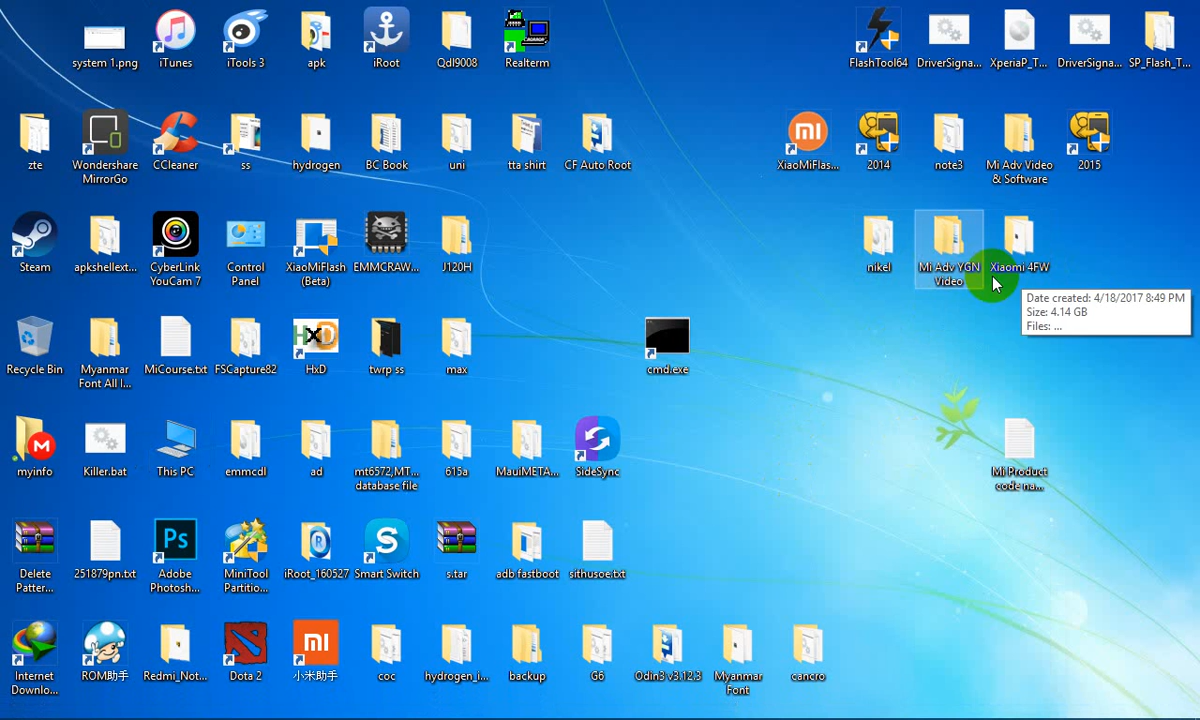 system 1.png
iTunes
iTools 3
apk
iRoot
Qdl9008
Realterm
FlashTool64
DriverSigna...
XperiaP_T...
DriverSigna...
SP_Flash_T...
zte
Wondershare
MirrorGo
CCleaner
ss
hydrogen
BC Book
uni
tta shirt
CF Auto Root
XiaoMiFlas...
2014
note3
Mi Adv Video
& Software
2015
Steam
apkshellext...
CyberLink
YouCam 7
Control
Panel
XiaoMiFlash
(Beta)
EMMCRAW...
J120H
nikel
Mi Adv YGN
Video
Xiaomi 4FW
Date created: 4/18/2017 8:49 PM
Size: 4.14 GB
Files: ...
Recycle Bin
Myanmar
Font All I...
MiCourse.txt
FSCapture82
HxD
HxD
twrp ss
max
cmd.exe
myinfo
Killer.bat
This PC
emmcdl
ad
mt6572,MT...
database file
615a
MauiMETA...
SideSync
Mi Product
code na...
Delete
Patter...
251879pn.txt
Ps
Adobe
Photosh...
MiniTool
Partitio...
iRoot_160527
S
Smart Switch
s.tar
adb fastboot
sithusoe.txt
Internet
Downlo...
ROM助手
Redmi_Not...
Dota 2
小米助手
coc
hydrogen_i...
backup
G6
Odin3 v3.12.3
Myanmar
Font
cancro